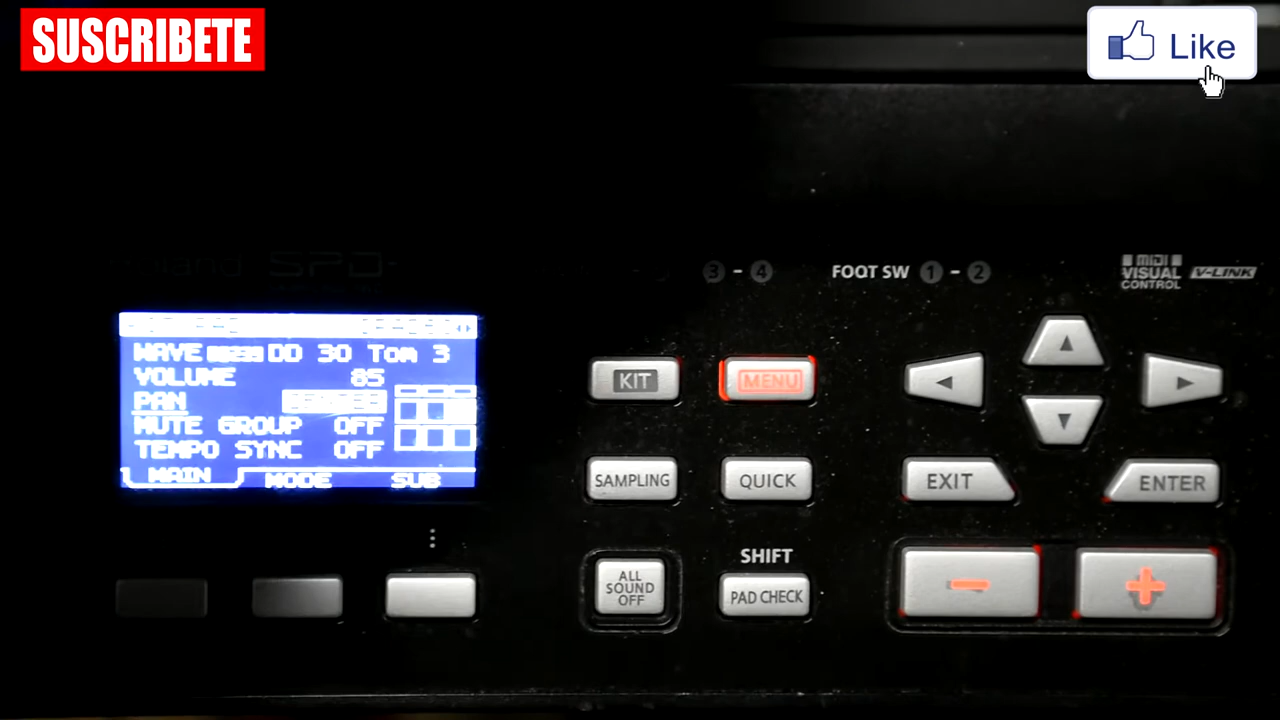 SUSCRIBETE
Like
SPD-
3 - 4
FOOT SW 1 - 2
MIDI
VISUAL
CONTROL
V-LINK
WAVE DD 30 Tom 3
VOLUME 85
PAN
MUTE GROUP OFF
TEMPO SYNC OFF
MAIN MODE SUB
KIT
MENU
SAMPLING
QUICK
EXIT
ENTER
ALL
SOUND
OFF
SHIFT
PAD CHECK